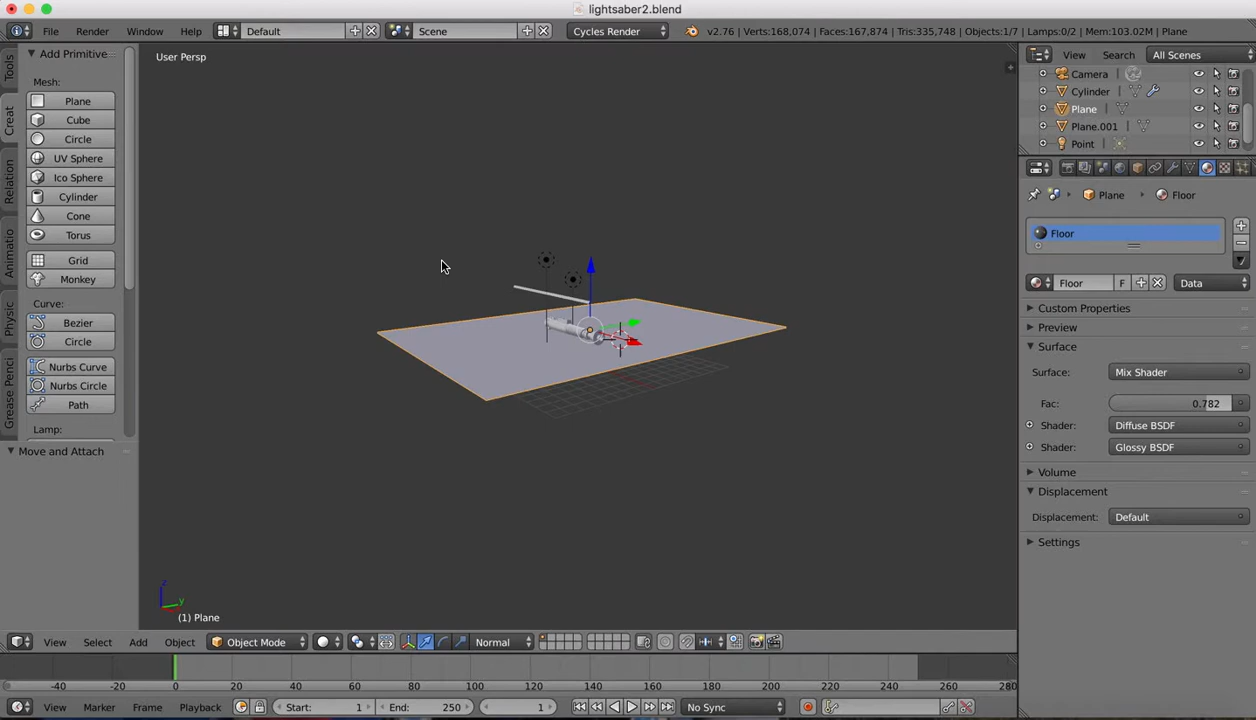 lightsaber2.blend
File Render Window Help Default Scene Cycles Render v2.76 | Verts:168,074 | Faces:167,874 | Tris:335,748 | Objects:1/7 | Lamps:0/2 | Mem:103.02M | Plane
Tools
Creat
Relation
Animatio
Physic
Grease Penci
Add Primitive
Mesh:
Plane
Cube
Circle
UV Sphere
Ico Sphere
Cylinder
Cone
Torus
Grid
Monkey
Curve:
Bezier
Circle
Nurbs Curve
Nurbs Circle
Path
Lamp:
Move and Attach
User Persp
z
y
(1) Plane
View Search All Scenes
Camera
Cylinder
Plane
Plane.001
Point
Plane Floor
Floor
Floor F Data
Custom Properties
Preview
Surface
Surface: Mix Shader
Fac: 0.782
Shader: Diffuse BSDF
Shader: Glossy BSDF
Volume
Displacement
Displacement: Default
Settings
View Select Add Object Object Mode Normal
-40 -20 0 20 40 60 80 100 120 140 160 180 200 220 240 260 280
View Marker Frame Playback Start: 1 End: 250 1 No Sync